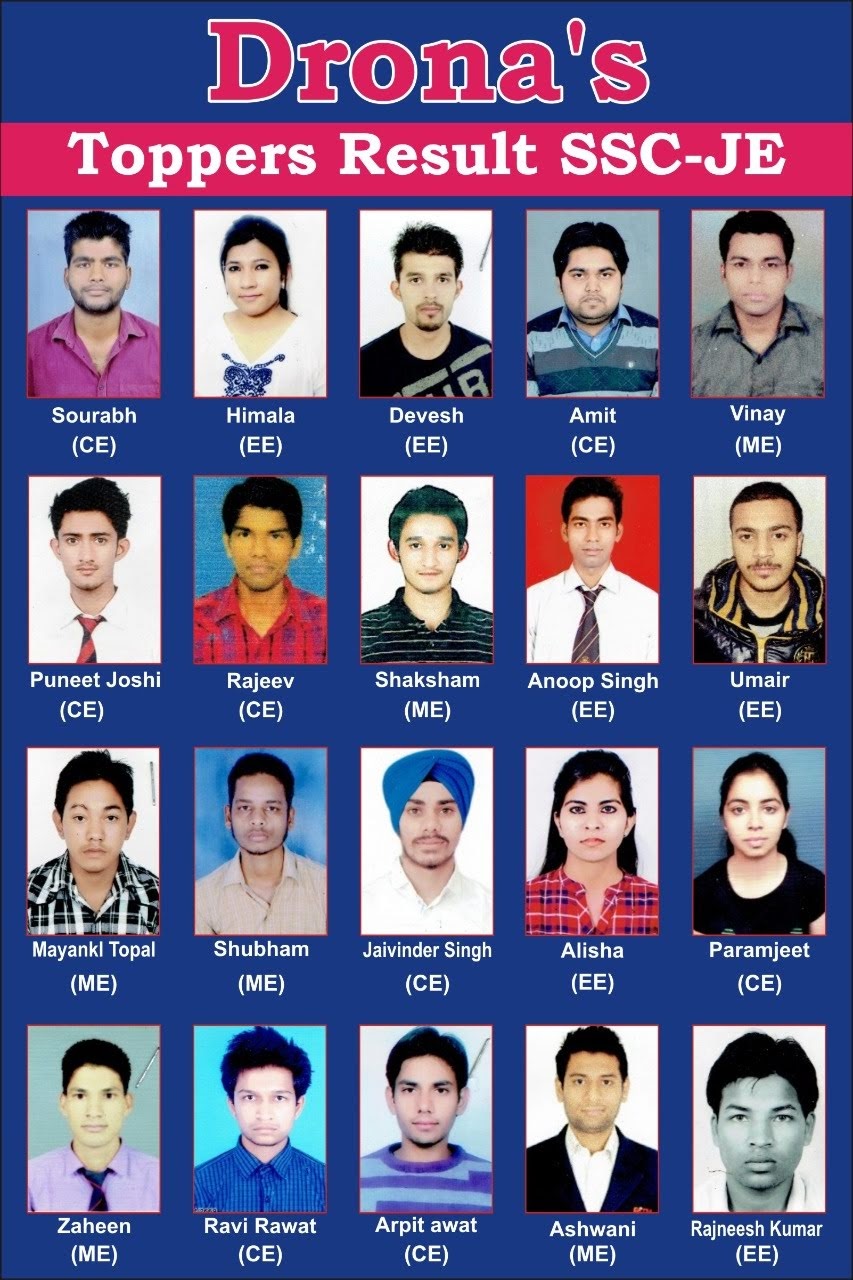 Drona's
Toppers Result SSC-JE
Sourabh
(CE)
Himala
(EE)
Devesh
(EE)
Amit
(CE)
Vinay
(ME)
Puneet Joshi
(CE)
Rajeev
(CE)
Shaksham
(ME)
Anoop Singh
(EE)
Umair
(EE)
Mayankl Topal
(ME)
Shubham
(ME)
Jaivinder Singh
(CE)
Alisha
(EE)
Paramjeet
(CE)
Zaheen
(ME)
Ravi Rawat
(CE)
Arpit awat
(CE)
Ashwani
(ME)
Rajneesh Kumar
(EE)